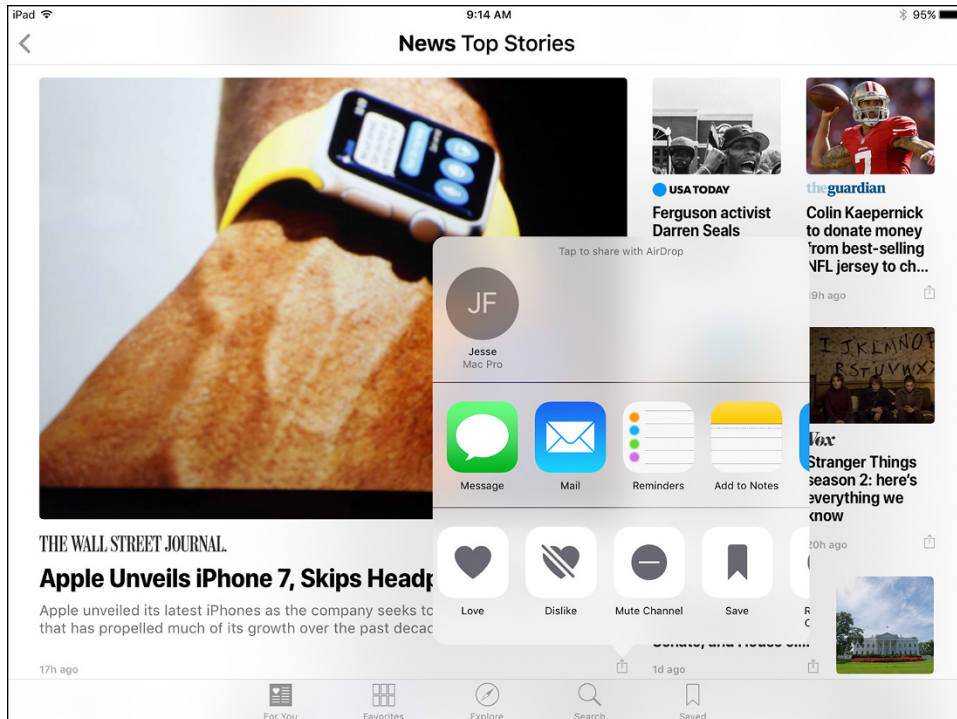 iPad
9:14 AM
95%
News Top Stories
USA TODAY
Ferguson activist
Darren Seals
theguardian
Colin Kaepernick
to donate money
from best-selling
NFL jersey to ch...
19h ago
Tap to share with AirDrop
JF
Jesse
Mac Pro
Message
Mail
Reminders
Add to Notes
Love
Dislike
Mute Channel
Save
I J K L M N O P
R S T U V W X
Vox
Stranger Things
season 2: here's
everything we
know
20h ago
THE WALL STREET JOURNAL.
Apple Unveils iPhone 7, Skips Headp
Apple unveiled its latest iPhones as the company seeks to
that has propelled much of its growth over the past decad
17h ago
1d ago
For You
Favorites
Explore
Search
Saved